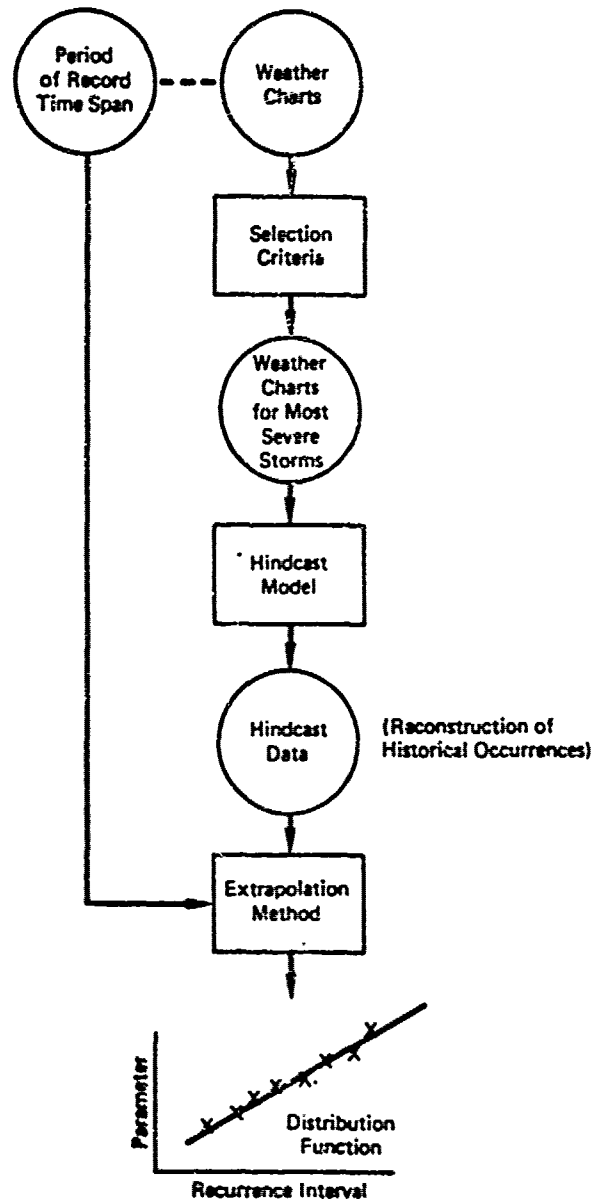 Period
of Record
Time Span
Weather
Charts
Selection
Criteria
Weather
Charts
for Most
Severe
Storms
Hindcast
Model
Hindcast
Data
(Raconstruction of
Historical Occurrences)
Extrapolation
Method
Parameter
Distribution
Function
Recurrence Interval